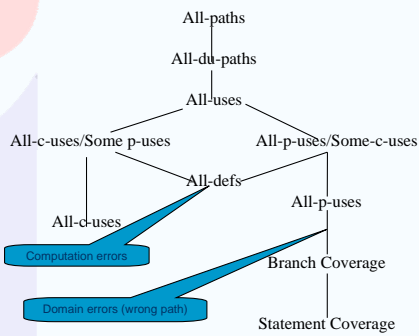 All-paths
All-du-paths
All-uses
All-c-uses/Some p-uses
All-p-uses/Some-c-uses
All-defs
All-p-uses
All-c-uses
Computation errors
Branch Coverage
Domain errors (wrong path)
Statement Coverage